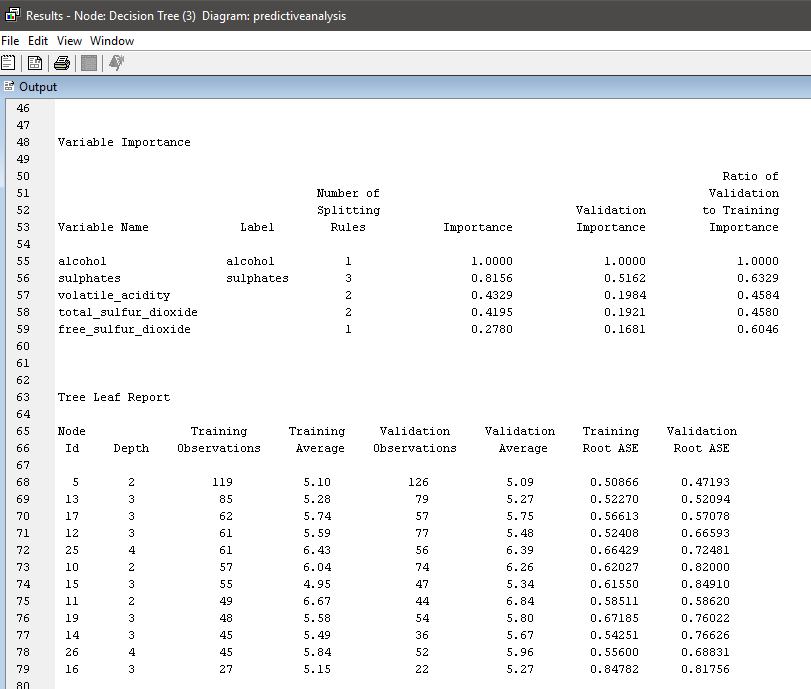 Results - Node: Decision Tree (3)  Diagram: predictiveanalysis
File Edit View Window
Output
46
47
48 Variable Importance
49
50 Ratio of
51 Number of Validation
52 Splitting Validation to Training
53 Variable Name Label Rules Importance Importance Importance
54
55 alcohol alcohol 1 1.0000 1.0000 1.0000
56 sulphates sulphates 3 0.8156 0.5162 0.6329
57 volatile_acidity 2 0.4329 0.1984 0.4584
58 total_sulfur_dioxide 2 0.4195 0.1921 0.4580
59 free_sulfur_dioxide 1 0.2780 0.1681 0.6046
60
61
62
63 Tree Leaf Report
64
65 Node Training Training Validation Validation Training Validation
66 Id Depth Observations Average Observations Average Root ASE Root ASE
67
68 5 2 119 5.10 126 5.09 0.50866 0.47193
69 13 3 85 5.28 79 5.27 0.52270 0.52094
70 17 3 62 5.74 57 5.75 0.56613 0.57078
71 12 3 61 5.59 77 5.48 0.52408 0.66593
72 25 4 61 6.43 56 6.39 0.66429 0.72481
73 10 2 57 6.04 74 6.26 0.62027 0.82000
74 15 3 55 4.95 47 5.34 0.61550 0.84910
75 11 2 49 6.67 44 6.84 0.58511 0.58620
76 19 3 48 5.58 54 5.80 0.67185 0.76022
77 14 3 45 5.49 36 5.67 0.54251 0.76626
78 26 4 45 5.84 52 5.96 0.55600 0.68831
79 16 3 27 5.15 22 5.27 0.84782 0.81756
80